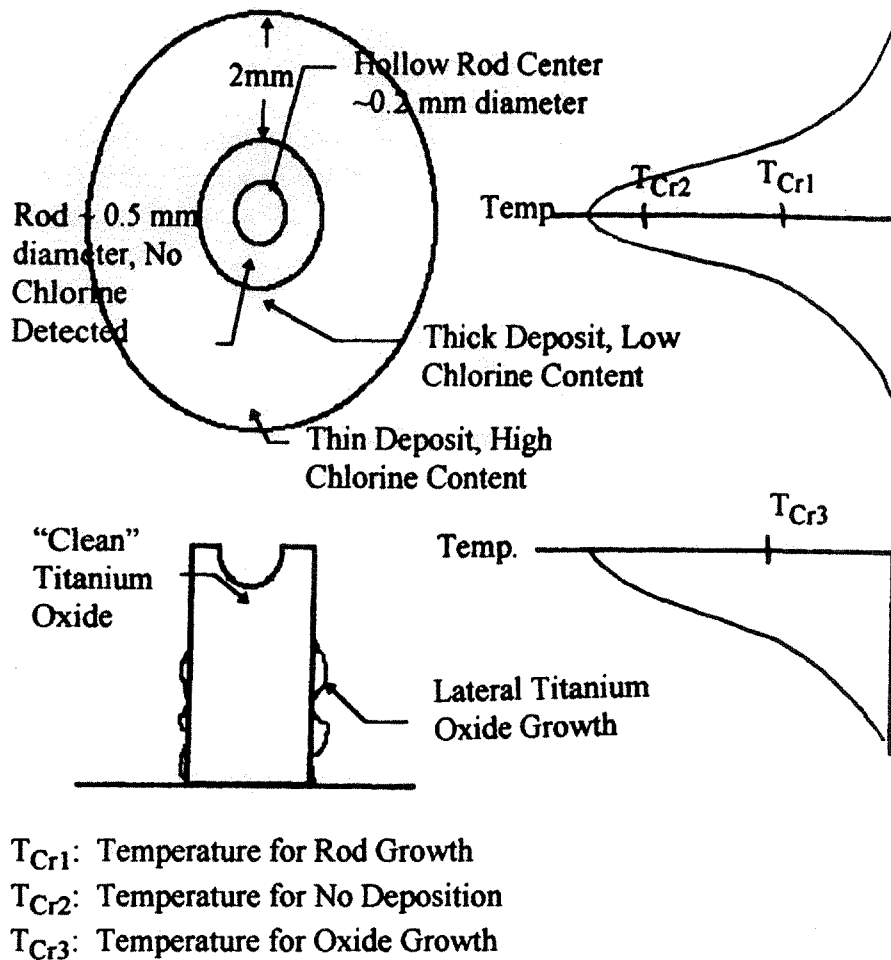 2mm
Hollow Rod Center
~0.2 mm diameter
Rod ~ 0.5 mm
diameter, No
Chlorine
Detected
Temp
T_Cr2
T_Cr1
Thick Deposit, Low
Chlorine Content
Thin Deposit, High
Chlorine Content
“Clean”
Titanium
Oxide
Temp.
T_Cr3
Lateral Titanium
Oxide Growth
T_Cr1: Temperature for Rod Growth
T_Cr2: Temperature for No Deposition
T_Cr3: Temperature for Oxide Growth